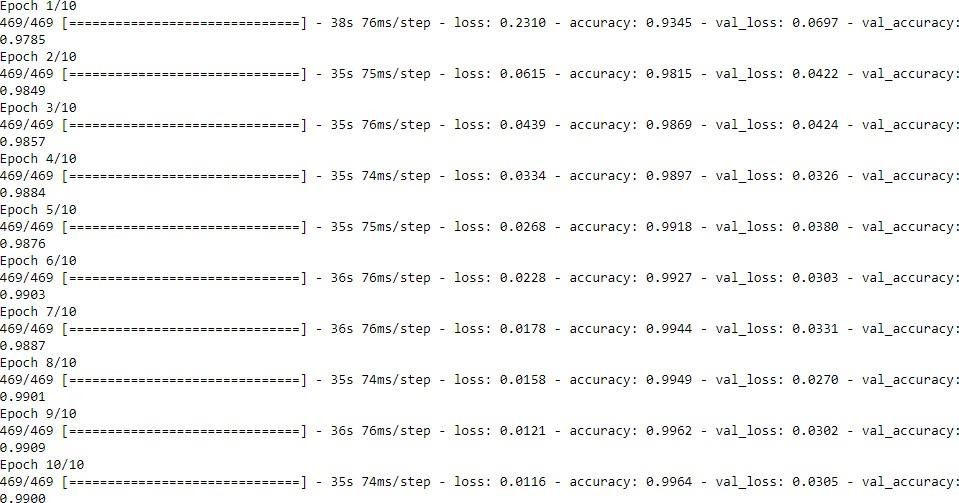 Epoch 1/10
469/469 [==============================] - 38s 76ms/step - loss: 0.2310 - accuracy: 0.9345 - val_loss: 0.0697 - val_accuracy:
0.9785
Epoch 2/10
469/469 [==============================] - 35s 75ms/step - loss: 0.0615 - accuracy: 0.9815 - val_loss: 0.0422 - val_accuracy:
0.9849
Epoch 3/10
469/469 [==============================] - 35s 76ms/step - loss: 0.0439 - accuracy: 0.9869 - val_loss: 0.0424 - val_accuracy:
0.9857
Epoch 4/10
469/469 [==============================] - 35s 74ms/step - loss: 0.0334 - accuracy: 0.9897 - val_loss: 0.0326 - val_accuracy:
0.9884
Epoch 5/10
469/469 [==============================] - 35s 75ms/step - loss: 0.0268 - accuracy: 0.9918 - val_loss: 0.0380 - val_accuracy:
0.9876
Epoch 6/10
469/469 [==============================] - 36s 76ms/step - loss: 0.0228 - accuracy: 0.9927 - val_loss: 0.0303 - val_accuracy:
0.9903
Epoch 7/10
469/469 [==============================] - 36s 76ms/step - loss: 0.0178 - accuracy: 0.9944 - val_loss: 0.0331 - val_accuracy:
0.9887
Epoch 8/10
469/469 [==============================] - 35s 74ms/step - loss: 0.0158 - accuracy: 0.9949 - val_loss: 0.0270 - val_accuracy:
0.9901
Epoch 9/10
469/469 [==============================] - 36s 76ms/step - loss: 0.0121 - accuracy: 0.9962 - val_loss: 0.0302 - val_accuracy:
0.9909
Epoch 10/10
469/469 [==============================] - 35s 74ms/step - loss: 0.0116 - accuracy: 0.9964 - val_loss: 0.0305 - val_accuracy:
0.9900